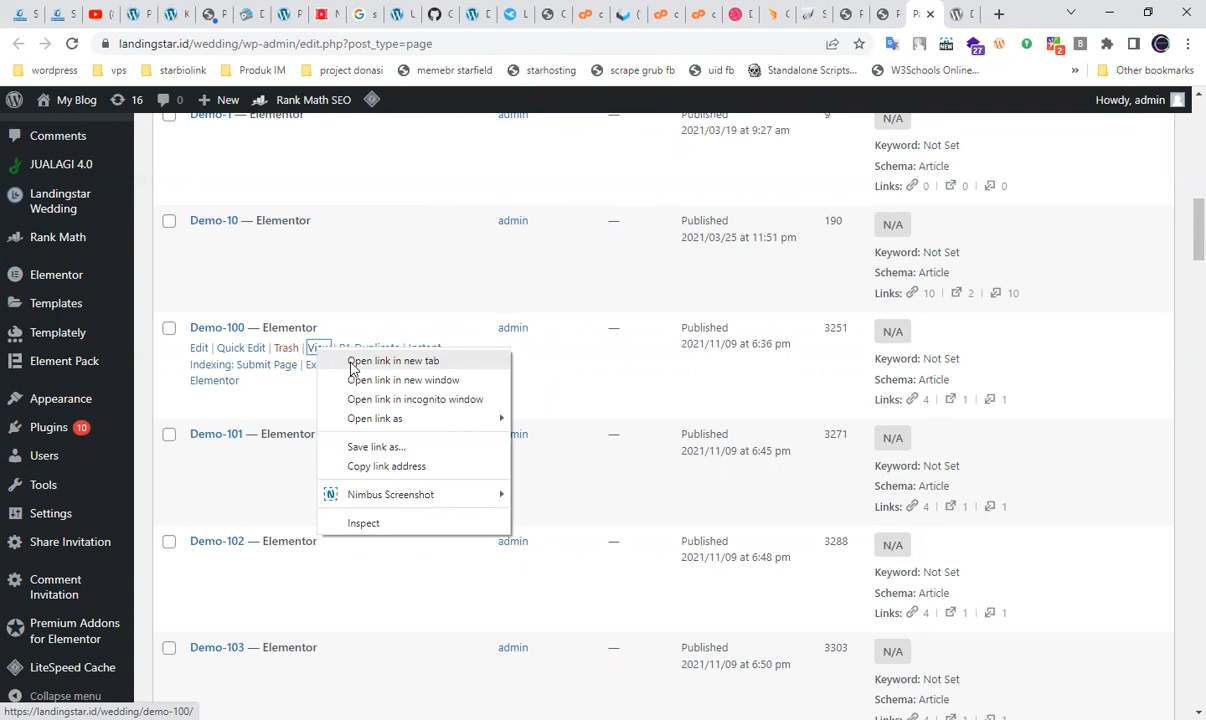 landingstar.id/wedding/wp-admin/edit.php?post_type=page
27
2
wordpress
vps
starbiolink
Produk IM
project donasi
memebr starfield
starhosting
scrape grub fb
uid fb
Standalone Scripts...
W3Schools Online...
»
Other bookmarks
My Blog
16
0
New
Rank Math SEO
Howdy, admin
Comments
JUALAGI 4.0
Landingstar
Wedding
Rank Math
Elementor
Templates
Templately
Element Pack
Appearance
Plugins 10
Users
Tools
Settings
Share Invitation
Comment
Invitation
Premium Addons
for Elementor
LiteSpeed Cache
Collapse menu
Demo-1 — Elementor
admin
—
Published
2021/03/19 at 9:27 am
9
N/A
Keyword: Not Set
Schema: Article
Links: 0 | 0 | 0
Demo-10 — Elementor
admin
—
Published
2021/03/25 at 11:51 pm
190
N/A
Keyword: Not Set
Schema: Article
Links: 10 | 2 | 10
Demo-100 — Elementor
Edit | Quick Edit | Trash | View | PA Duplicate | Instant
Indexing: Submit Page |
Elementor
admin
—
Published
2021/11/09 at 6:36 pm
3251
N/A
Keyword: Not Set
Schema: Article
Links: 4 | 1 | 1
Open link in new tab
Open link in new window
Open link in incognito window
Open link as
Save link as...
Copy link address
Nimbus Screenshot
Inspect
Demo-101 — Elementor
—
Published
2021/11/09 at 6:45 pm
3271
N/A
Keyword: Not Set
Schema: Article
Links: 4 | 1 | 1
Demo-102 — Elementor
admin
—
Published
2021/11/09 at 6:48 pm
3288
N/A
Keyword: Not Set
Schema: Article
Links: 4 | 1 | 1
Demo-103 — Elementor
admin
—
Published
2021/11/09 at 6:50 pm
3303
N/A
Keyword: Not Set
Schema: Article
Links: 4 | 1 | 1
https://landingstar.id/wedding/demo-100/